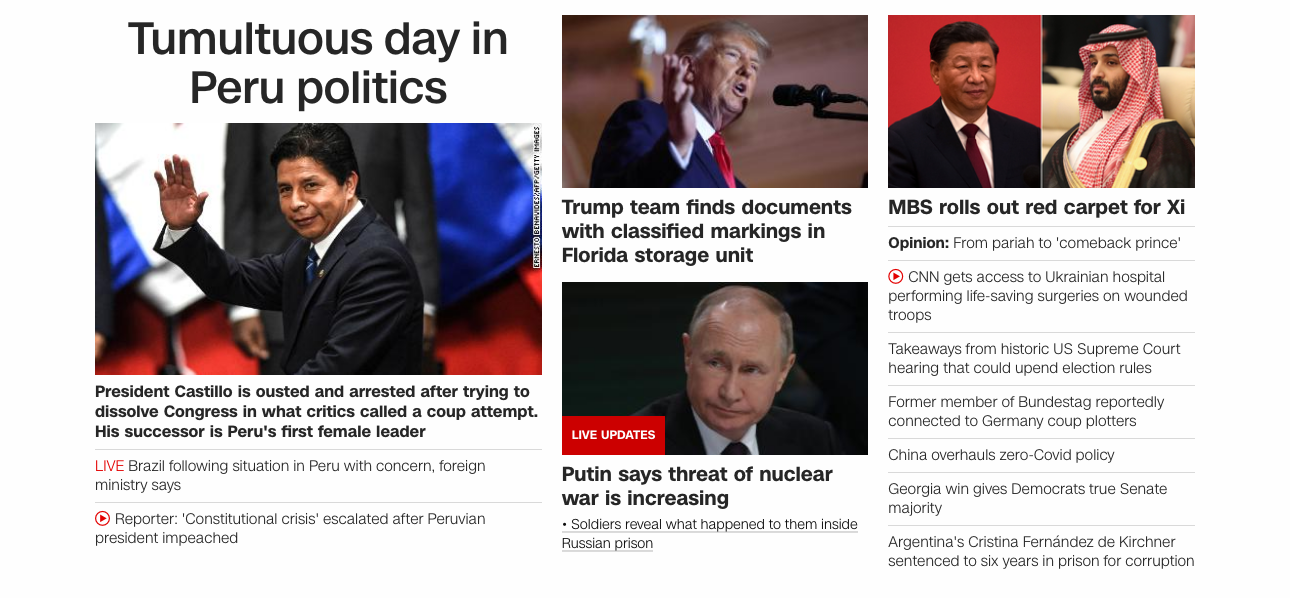 Tumultuous day in
Peru politics
ERNESTO BENAVIDES/AFP/GETTY IMAGES
President Castillo is ousted and arrested after trying to
dissolve Congress in what critics called a coup attempt.
His successor is Peru's first female leader
LIVE Brazil following situation in Peru with concern, foreign
ministry says
Reporter: 'Constitutional crisis' escalated after Peruvian
president impeached
Trump team finds documents
with classified markings in
Florida storage unit
LIVE UPDATES
Putin says threat of nuclear
war is increasing
• Soldiers reveal what happened to them inside
Russian prison
MBS rolls out red carpet for Xi
Opinion: From pariah to 'comeback prince'
CNN gets access to Ukrainian hospital
performing life-saving surgeries on wounded
troops
Takeaways from historic US Supreme Court
hearing that could upend election rules
Former member of Bundestag reportedly
connected to Germany coup plotters
China overhauls zero-Covid policy
Georgia win gives Democrats true Senate
majority
Argentina's Cristina Fernández de Kirchner
sentenced to six years in prison for corruption